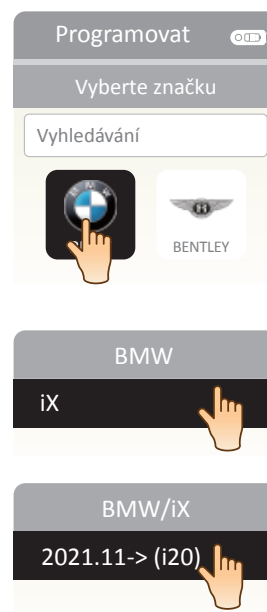 Programovat
Vyberte značku
Vyhledávání
BENTLEY
BMW
iX
BMW/iX
2021.11-> (i20)